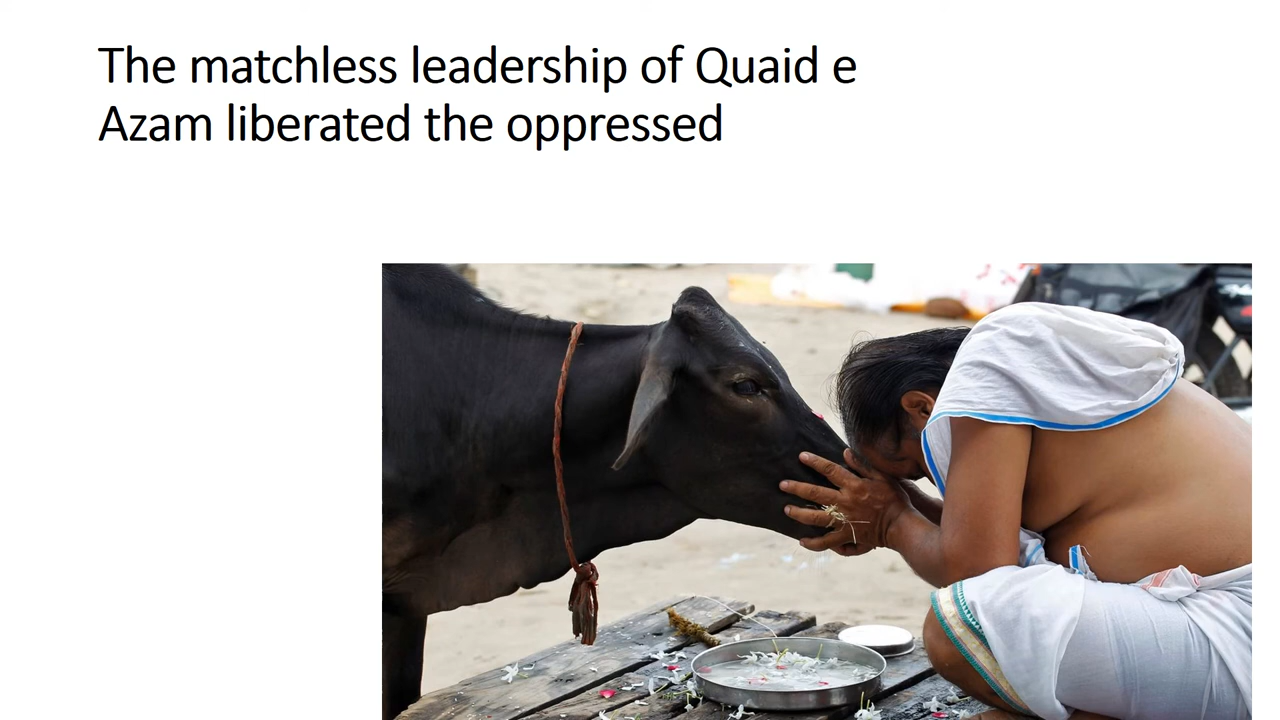 The matchless leadership of Quaid e
Azam liberated the oppressed